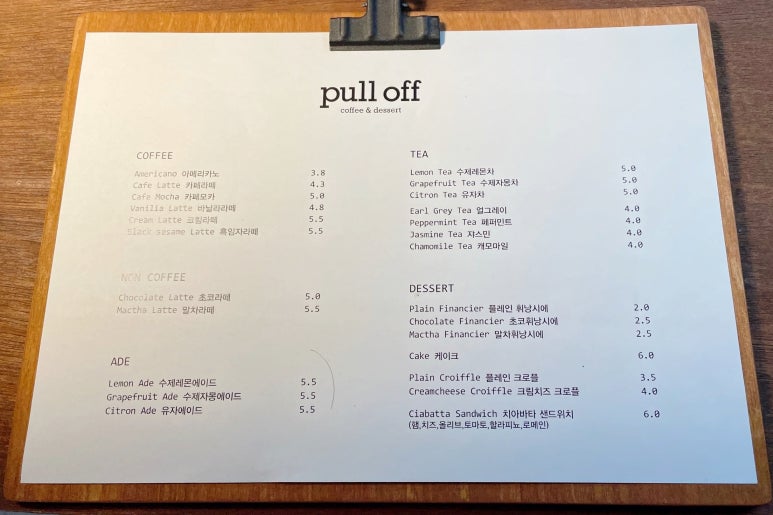 pull off
coffee & dessert
COFFEE
Americano 아메리카노 3.8
Cafe Latte 카페라떼 4.3
Cafe Mocha 카페모카 5.0
Vanilia Latte 바닐라라떼 4.8
Cream Latte 크림라떼 5.5
Slack sesame Latte 흑임자라떼 5.5
NON COFFEE
Chocolate Latte 초코라떼 5.0
Mactha Latte 말차라떼 5.5
ADE
Lemon Ade 수제레몬에이드 5.5
Grapefruit Ade 수제자몽에이드 5.5
Citron Ade 유자에이드 5.5
TEA
Lemon Tea 수제레몬차 5.0
Grapefruit Tea 수제자몽차 5.0
Citron Tea 유자차 5.0
Earl Grey Tea 얼그레이 4.0
Peppermint Tea 페퍼민트 4.0
Jasmine Tea 쟈스민 4.0
Chamomile Tea 캐모마일 4.0
DESSERT
Plain Financier 플레인 휘낭시에 2.0
Chocolate Financier 초코휘낭시에 2.5
Mactha Financier 말차휘낭시에 2.5
Cake 케이크 6.0
Plain Croiffle 플레인 크로플 3.5
Creamcheese Croiffle 크림치즈 크로플 4.0
Ciabatta Sandwich 치아바타 샌드위치 6.0
(햄,치즈,올리브,토마토,할라피뇨,로메인)